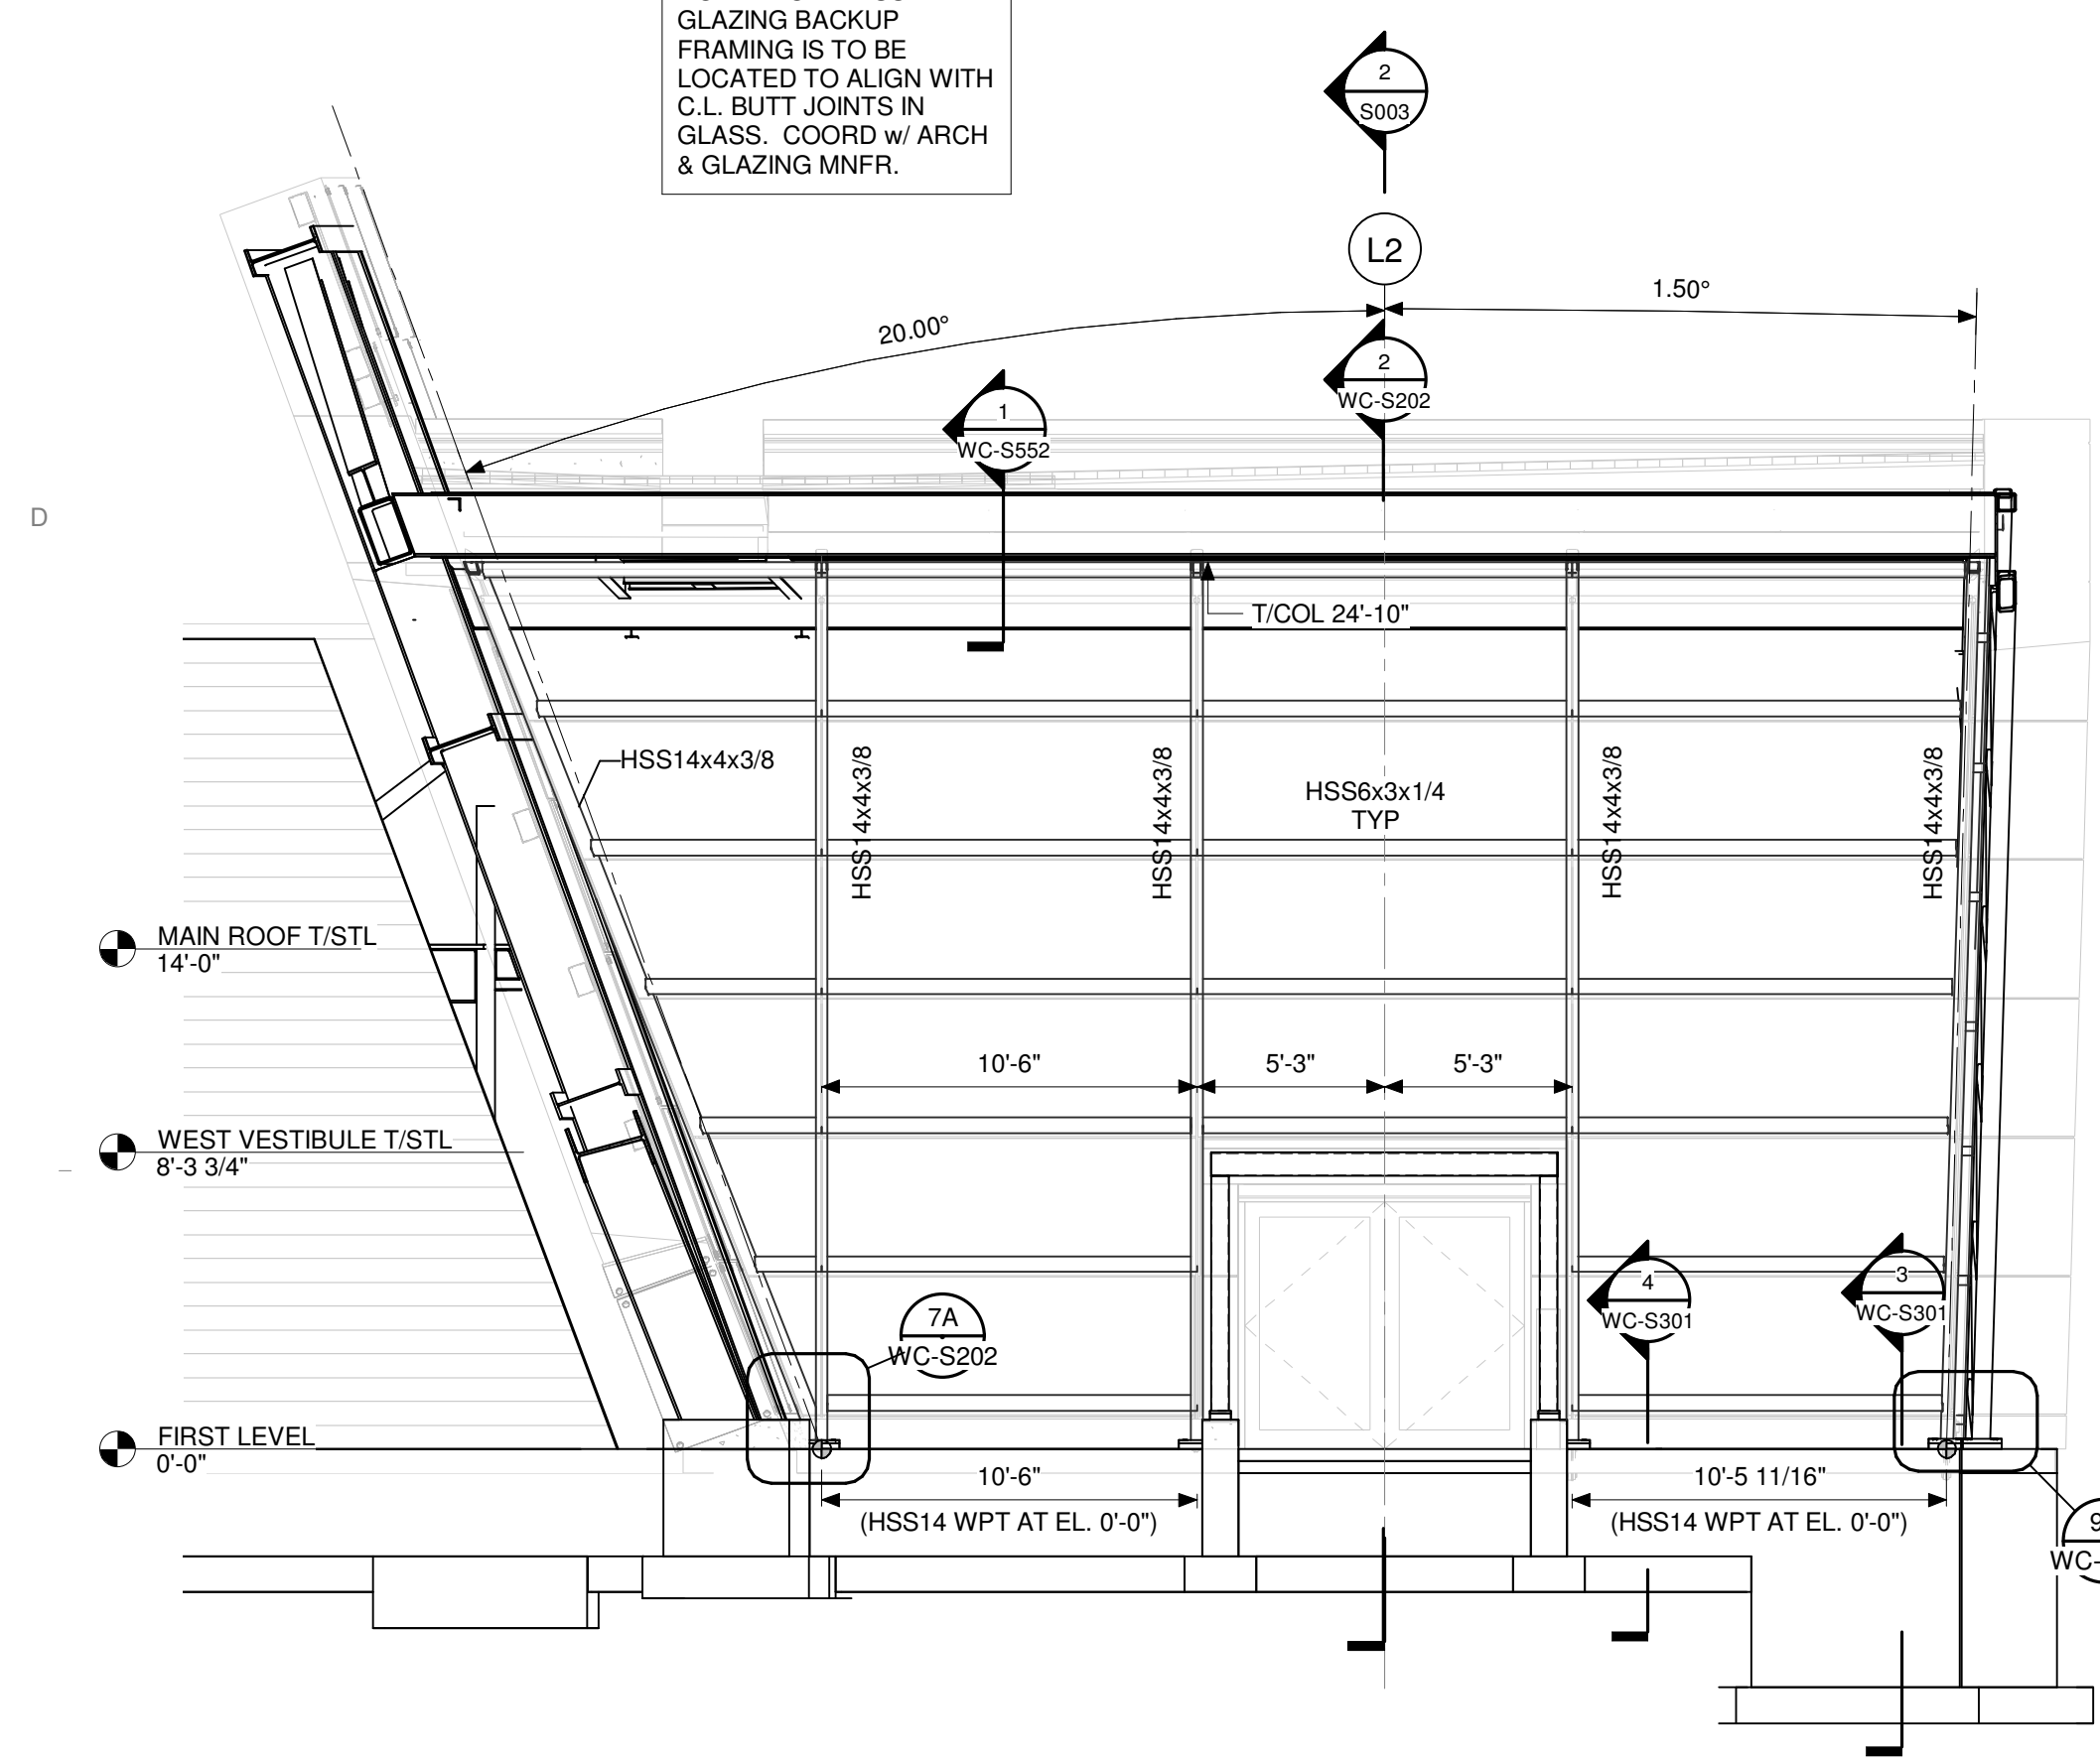 GLAZING BACKUP
FRAMING IS TO BE
LOCATED TO ALIGN WITH
C.L. BUTT JOINTS IN
GLASS.  COORD w/ ARCH
& GLAZING MNFR.
2
S003
L2
1.50°
20.00°
2
WC-S202
1
WC-S552
D
T/COL 24'-10"
HSS14x4x3/8
HSS14x4x3/8
HSS14x4x3/8
HSS6x3x1/4
TYP
HSS14x4x3/8
HSS14x4x3/8
MAIN ROOF T/STL
14'-0"
10'-6"
5'-3"
5'-3"
WEST VESTIBULE T/STL
8'-3 3/4"
4
WC-S301
3
WC-S301
7A
WC-S202
FIRST LEVEL
0'-0"
10'-6"
(HSS14 WPT AT EL. 0'-0")
10'-5 11/16"
(HSS14 WPT AT EL. 0'-0")
9
WC-